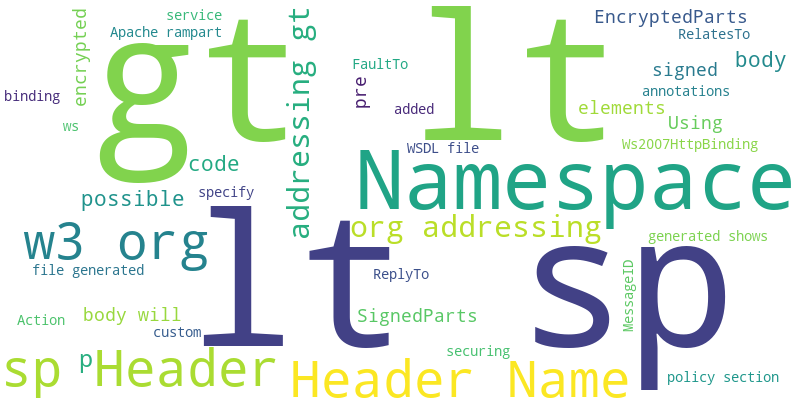 service
EncryptedParts
Apache rampart
RelatesTo
encrypted
gt
lt
addressing gt
FaultTo
body
signed
pre
binding
annotations
added
elements
ws
Using
WSDL file
Ws2007HttpBinding
code
Namespace
possible
specify
lt sp
org addressing
w3 org
generated shows
file generated
ReplyTo
MessageID
Action
body will
SignedParts
custom
securing
p
sp Header
Header Name
policy section